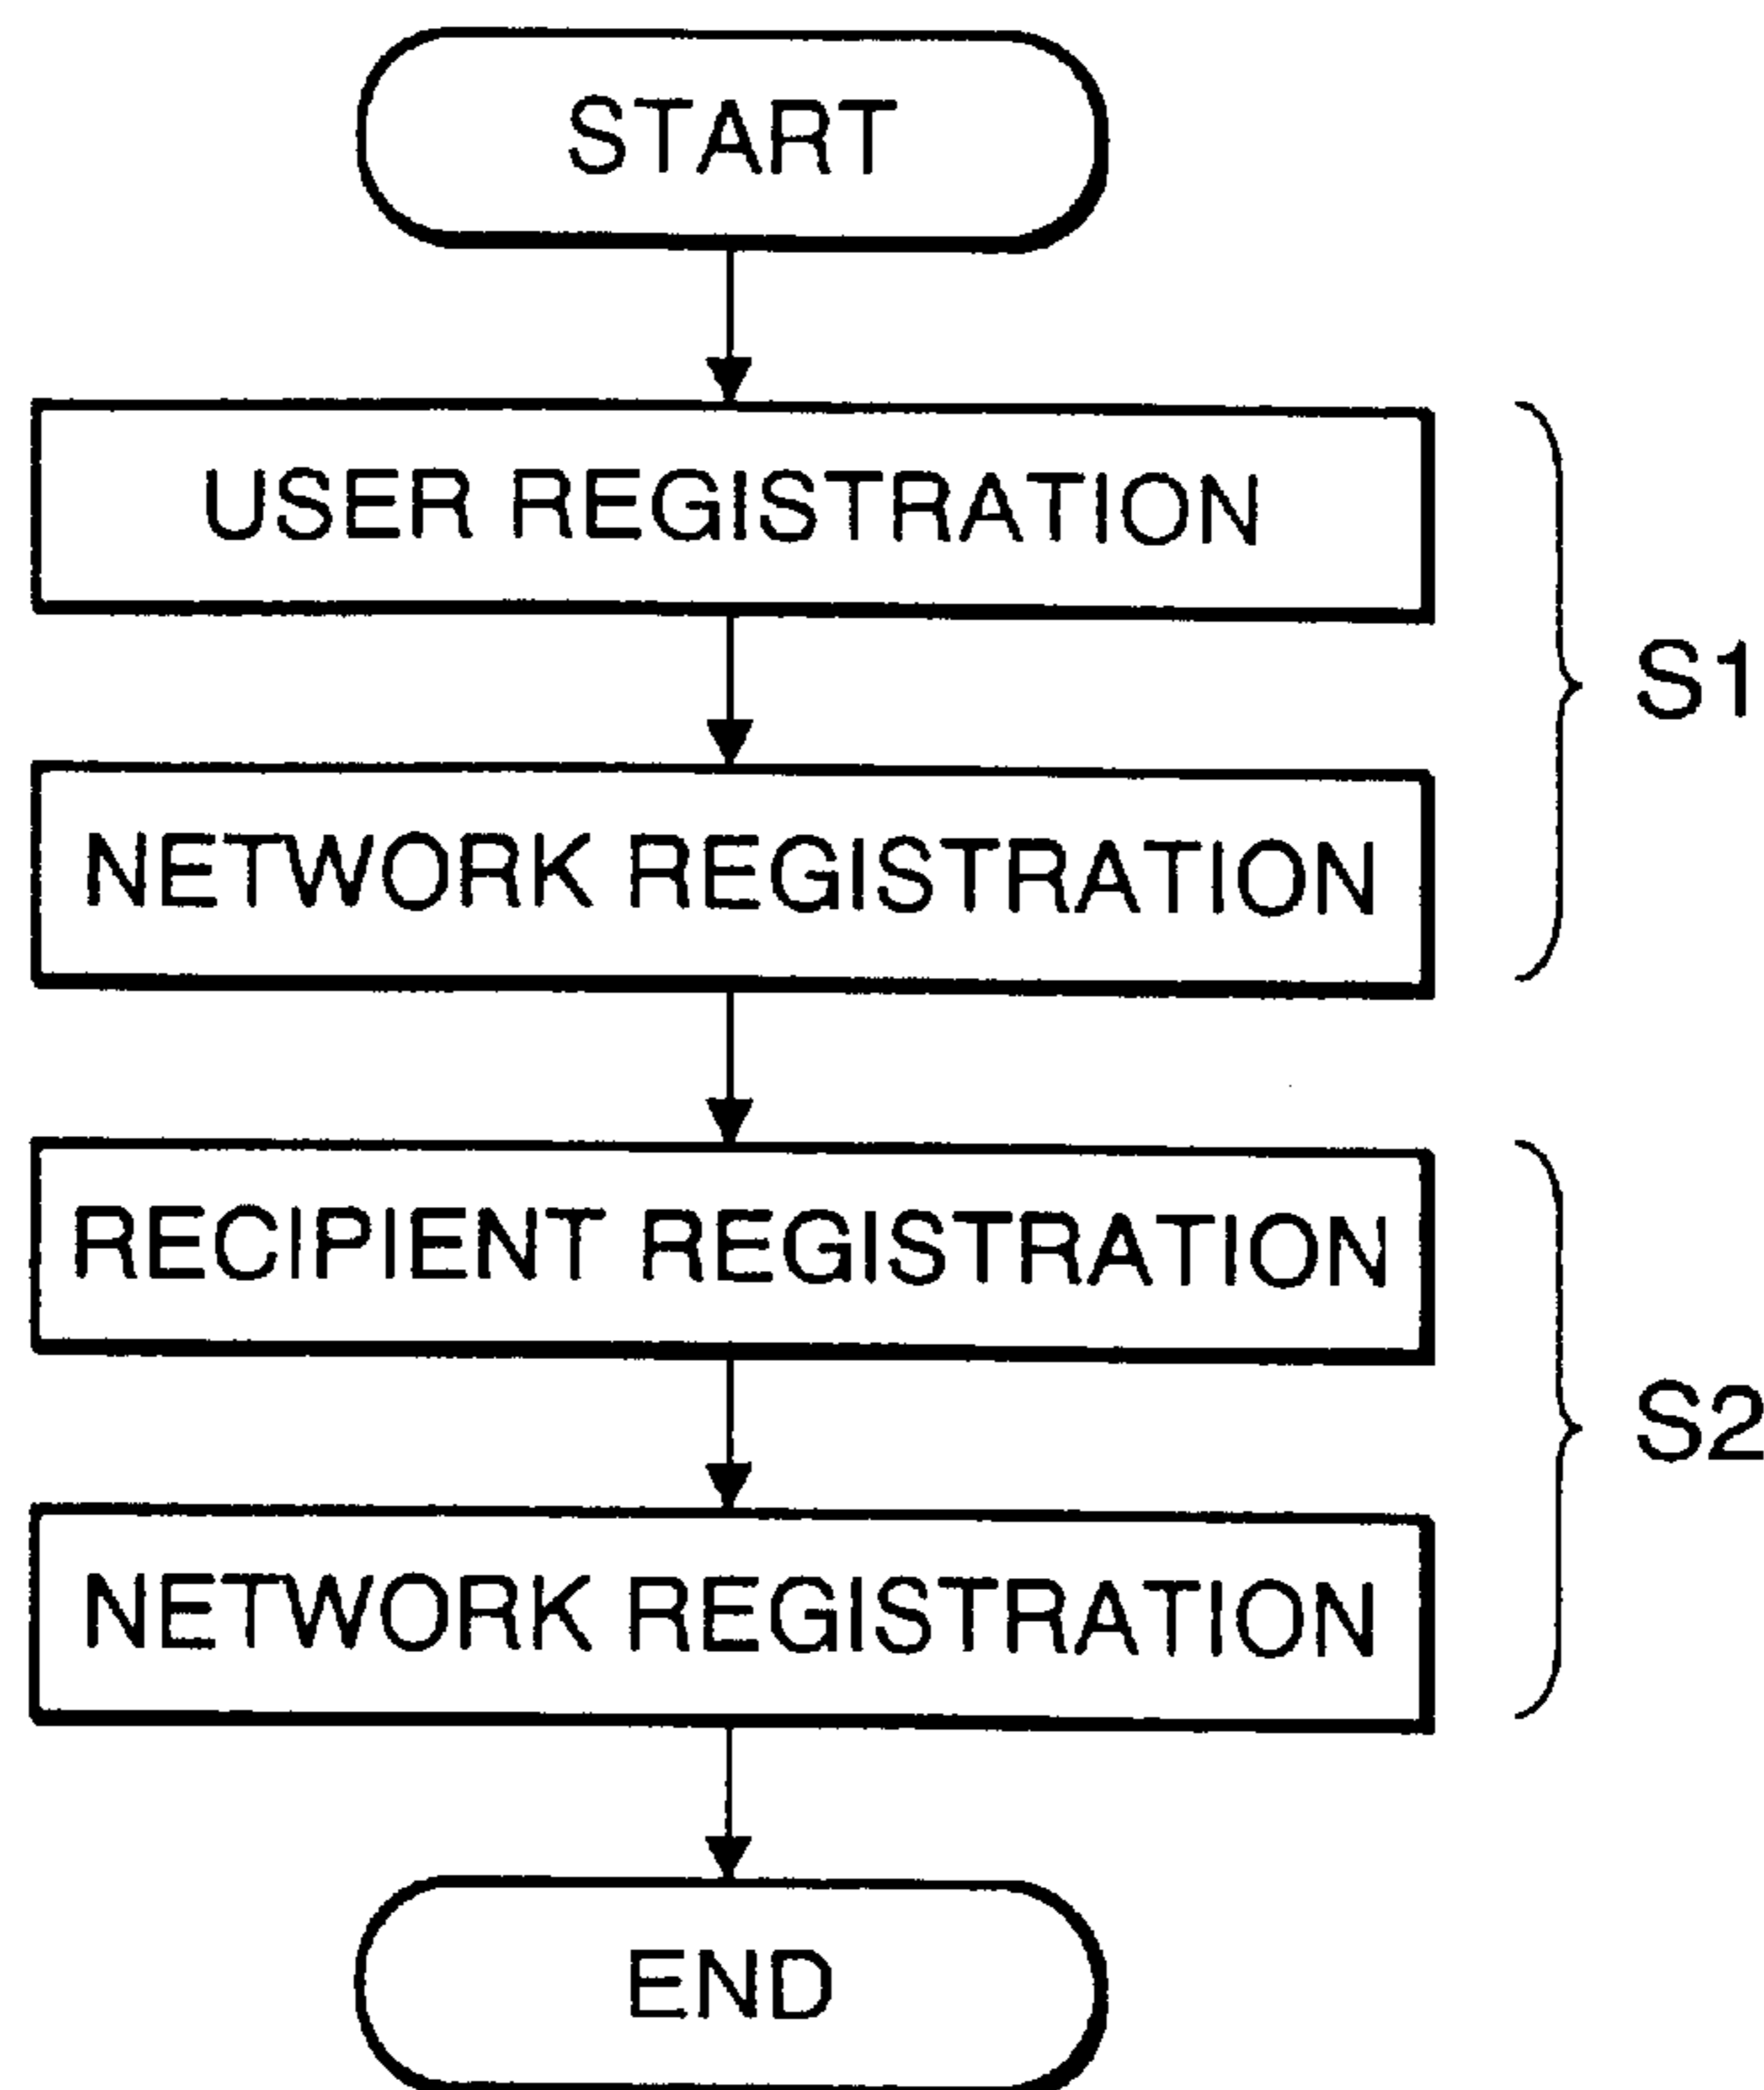 START
USER REGISTRATION
S1
NETWORK REGISTRATION
RECIPIENT REGISTRATION
S2
NETWORK REGISTRATION
END